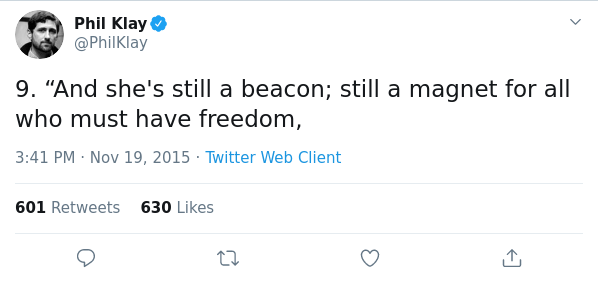 Phil Klay
@PhilKlay
9. “And she's still a beacon; still a magnet for all
who must have freedom,
3:41 PM · Nov 19, 2015 · Twitter Web Client
601 Retweets 630 Likes